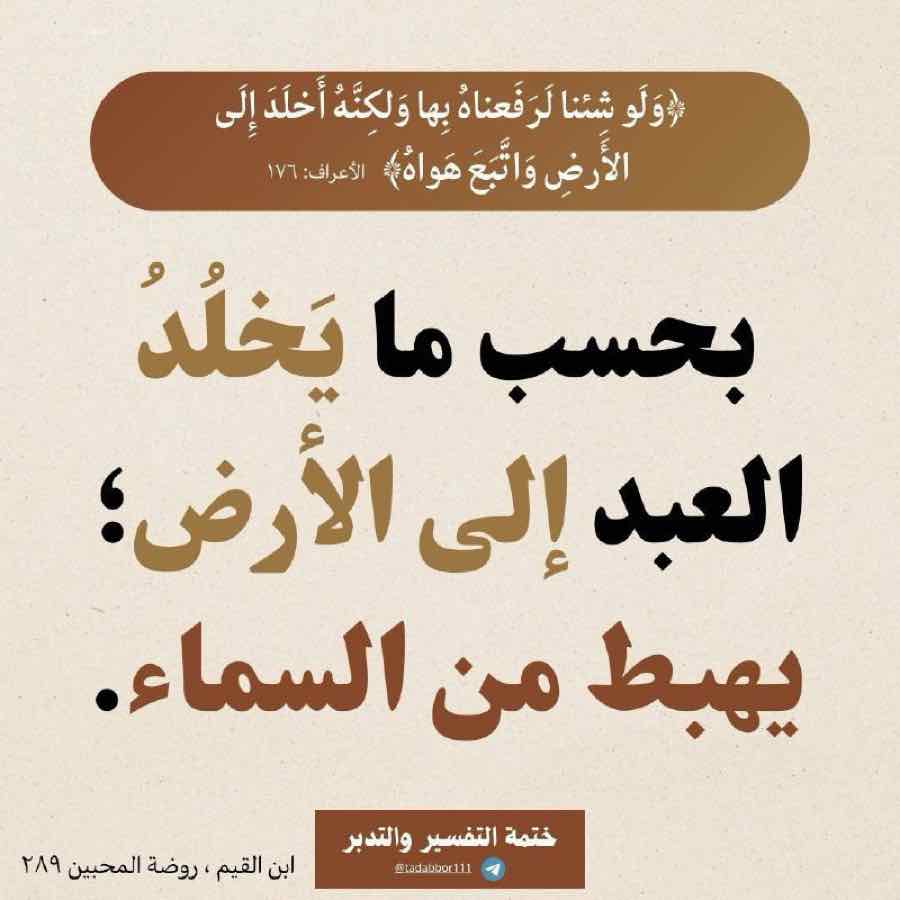 ﴿وَلَو شِئنا لَرَفَعناهُ بِها وَلكِنَّهُ أَخلَدَ إِلَى
الأَرضِ وَاتَّبَعَ هَواهُ﴾ الأعراف: ١٧٦
بحسب ما يَخلُدُ
العبد إلى الأرض؛
يهبط من السماء.
ختمة التفسير والتدبر
@tadabbor111
ابن القيم ، روضة المحبين ٢٨٩